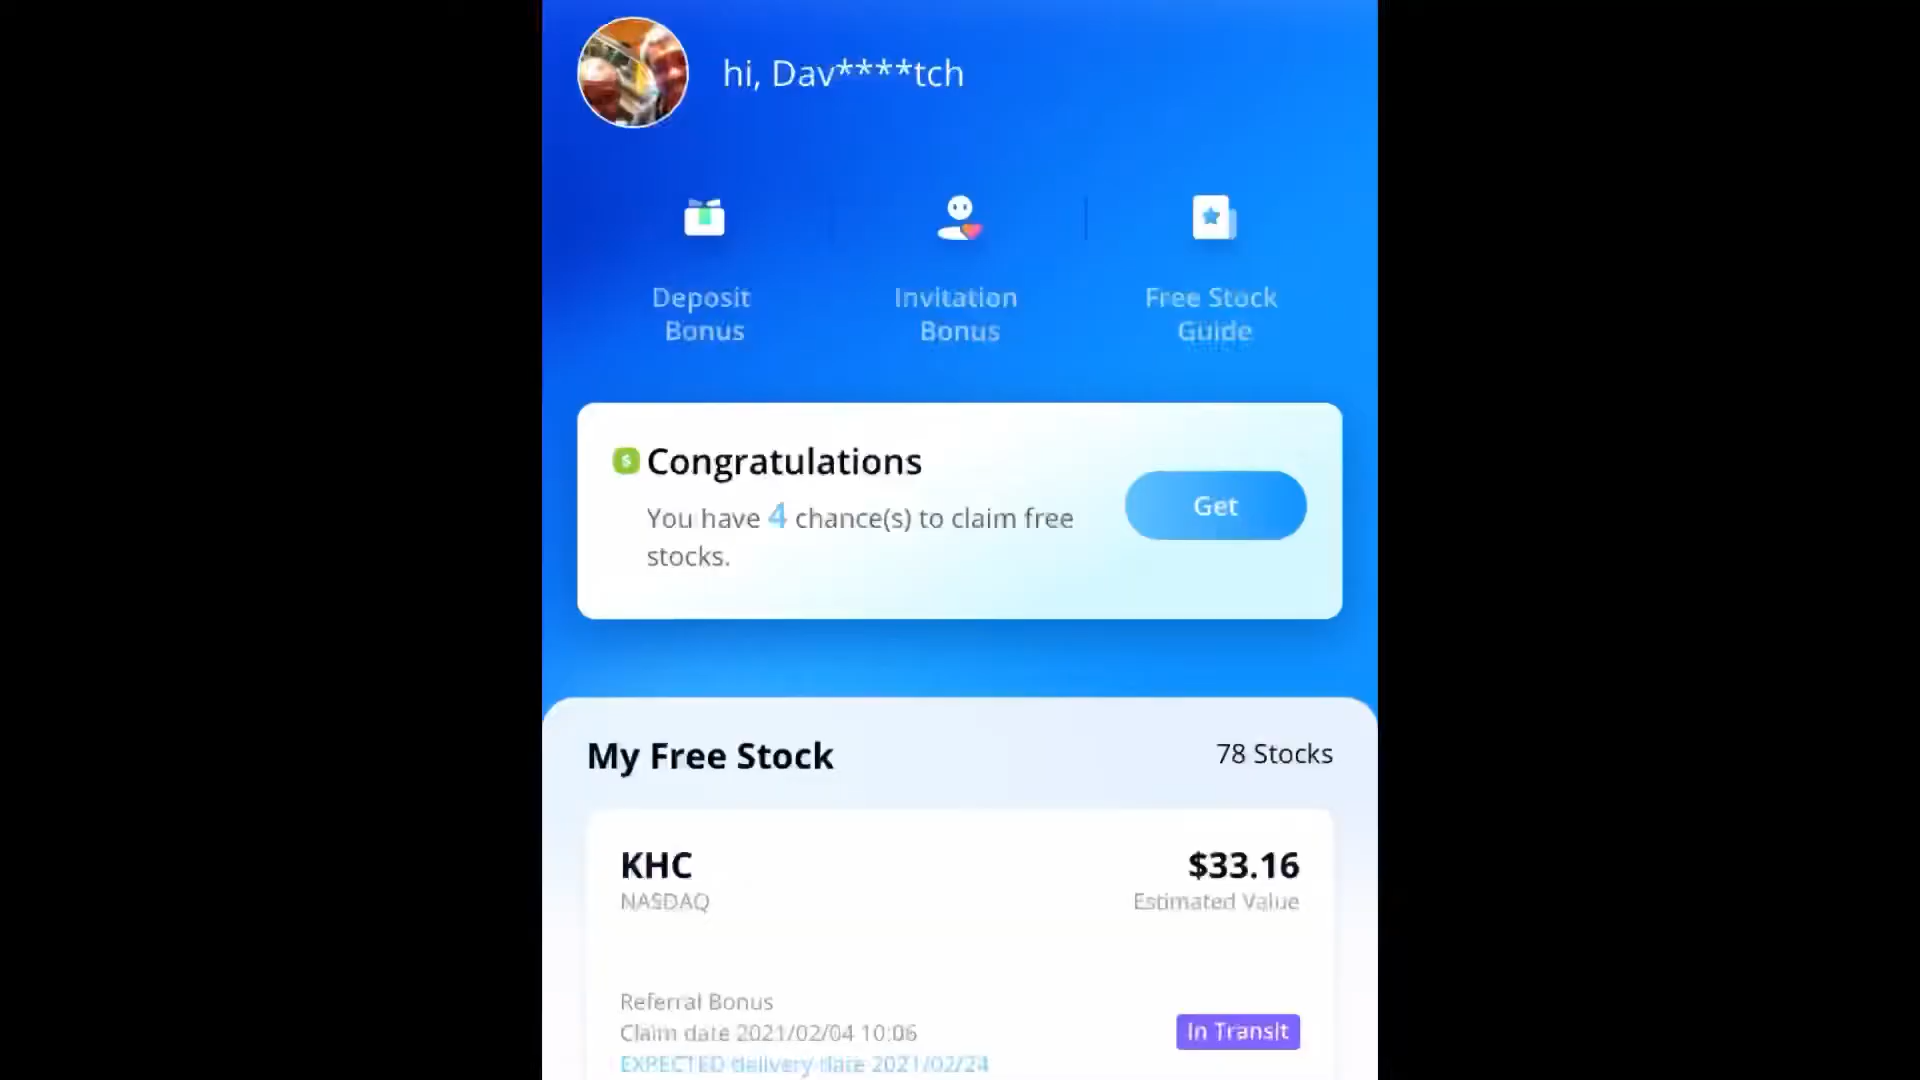 hi, Dav****tch
Deposit
Bonus
Invitation
Bonus
Free Stock
Guide
Congratulations
You have 4 chance(s) to claim free
stocks.
Get
My Free Stock
78 Stocks
KHC
$33.16
NASDAQ
Estimated Value
Referral Bonus
Claim date 2021/02/04 10:06
In Transit
EXPECTED delivery date 2021/02/24